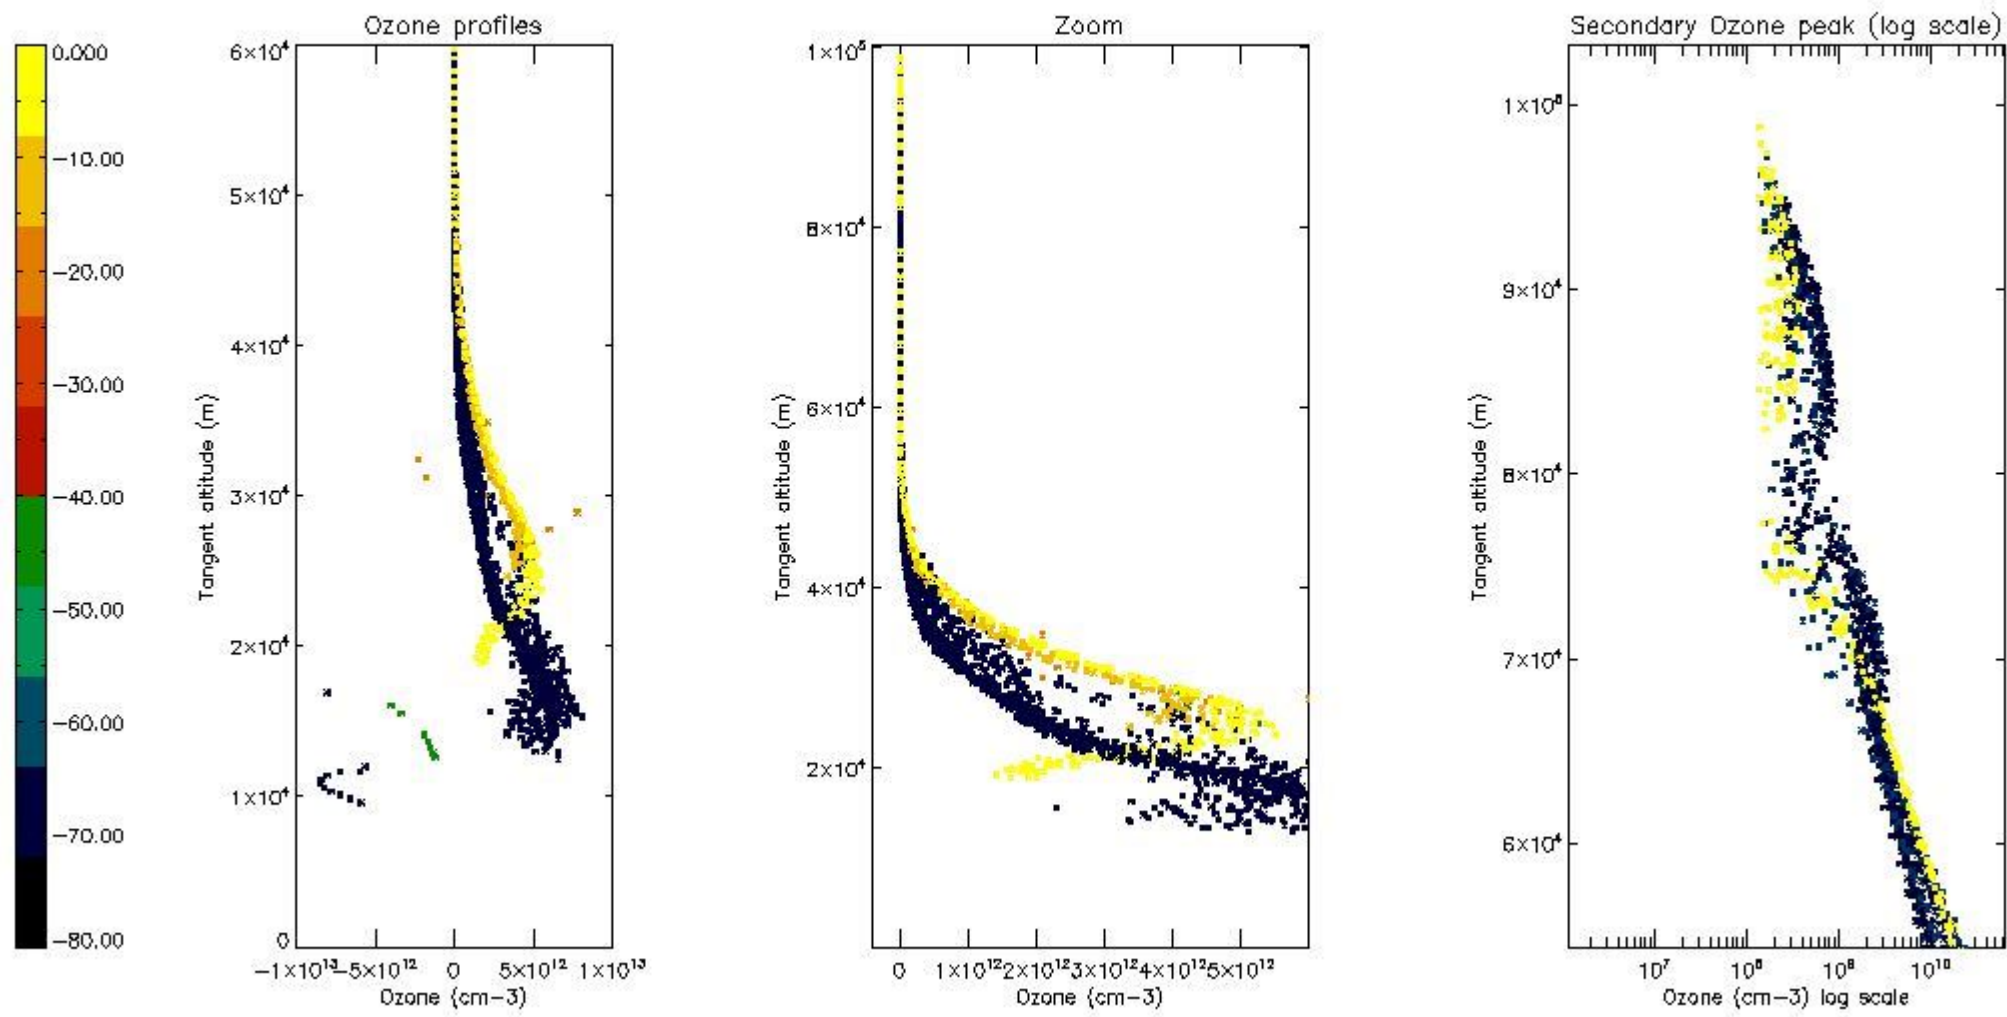 Ozone profiles
Zoom
Secondary Ozone peak (log scale)
0.000
−10.00
−20.00
−30.00
−40.00
−50.00
−60.00
−70.00
−80.00
6×10⁴
5×10⁴
4×10⁴
3×10⁴
2×10⁴
1×10⁴
0
Tangent altitude (m)
−1×10¹³ −5×10¹² 0 5×10¹² 1×10¹³
Ozone (cm−3)
1×10⁵
8×10⁴
6×10⁴
4×10⁴
2×10⁴
Tangent altitude (m)
0 1×10¹² 2×10¹² 3×10¹² 4×10¹² 5×10¹²
Ozone (cm−3)
9×10⁴
8×10⁴
7×10⁴
6×10⁴
Tangent altitude (m)
10⁷ 10¹⁰
Ozone (cm−3) log scale